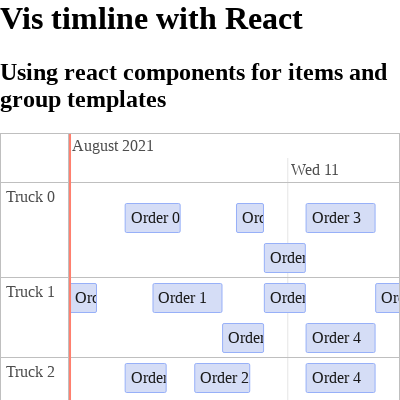 Vis timline with React
Using react components for items and
group templates
August 2021
Wed 11
Truck 0
Order 0
Ord
Order 3
Order
Truck 1
Ord
Order 1
Order
Or
Order
Order 4
Truck 2
Order
Order 2
Order 4